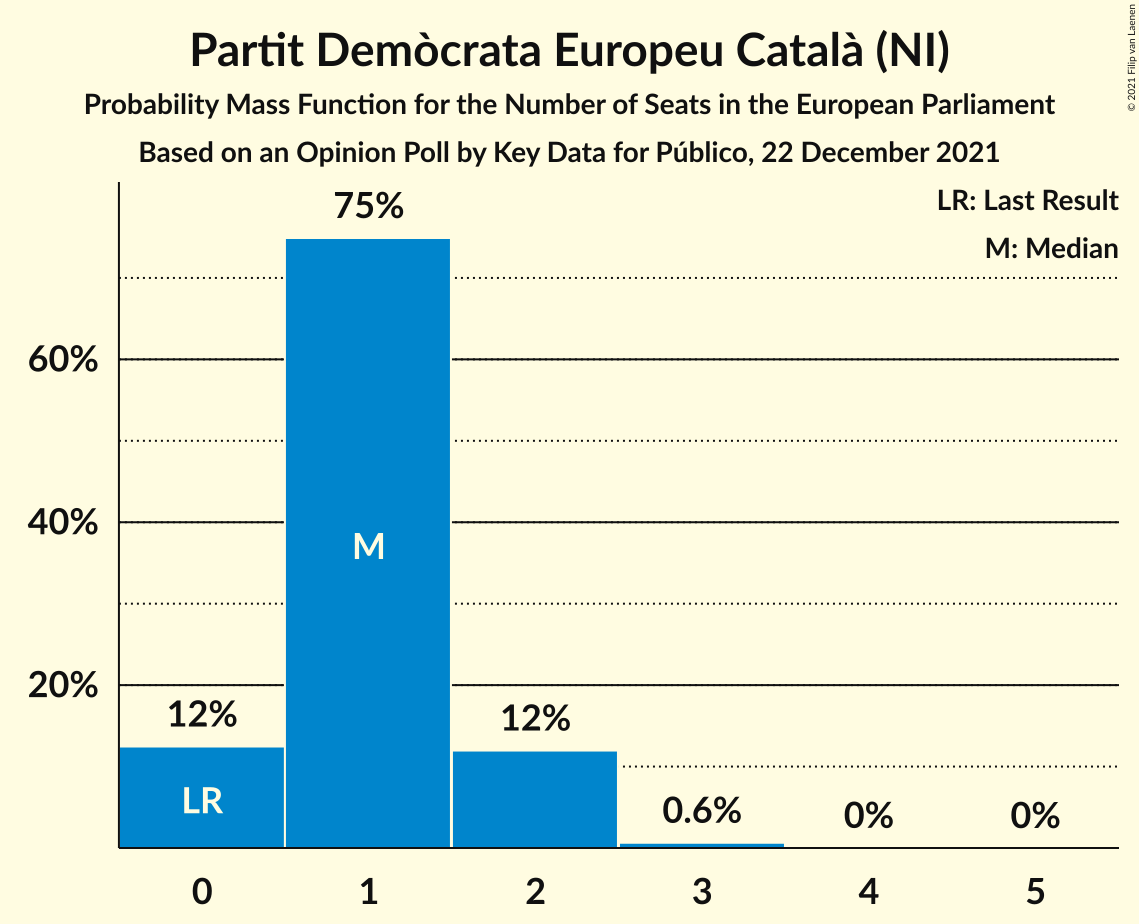 Partit Demòcrata Europeu Català (NI)
Probability Mass Function for the Number of Seats in the European Parliament
Based on an Opinion Poll by Key Data for Público, 22 December 2021
© 2021 Filip van Laenen
LR: Last Result
M: Median
75%
60%
40%
M
20%
12%
12%
LR
0.6%
0%
0%
0 1 2 3 4 5